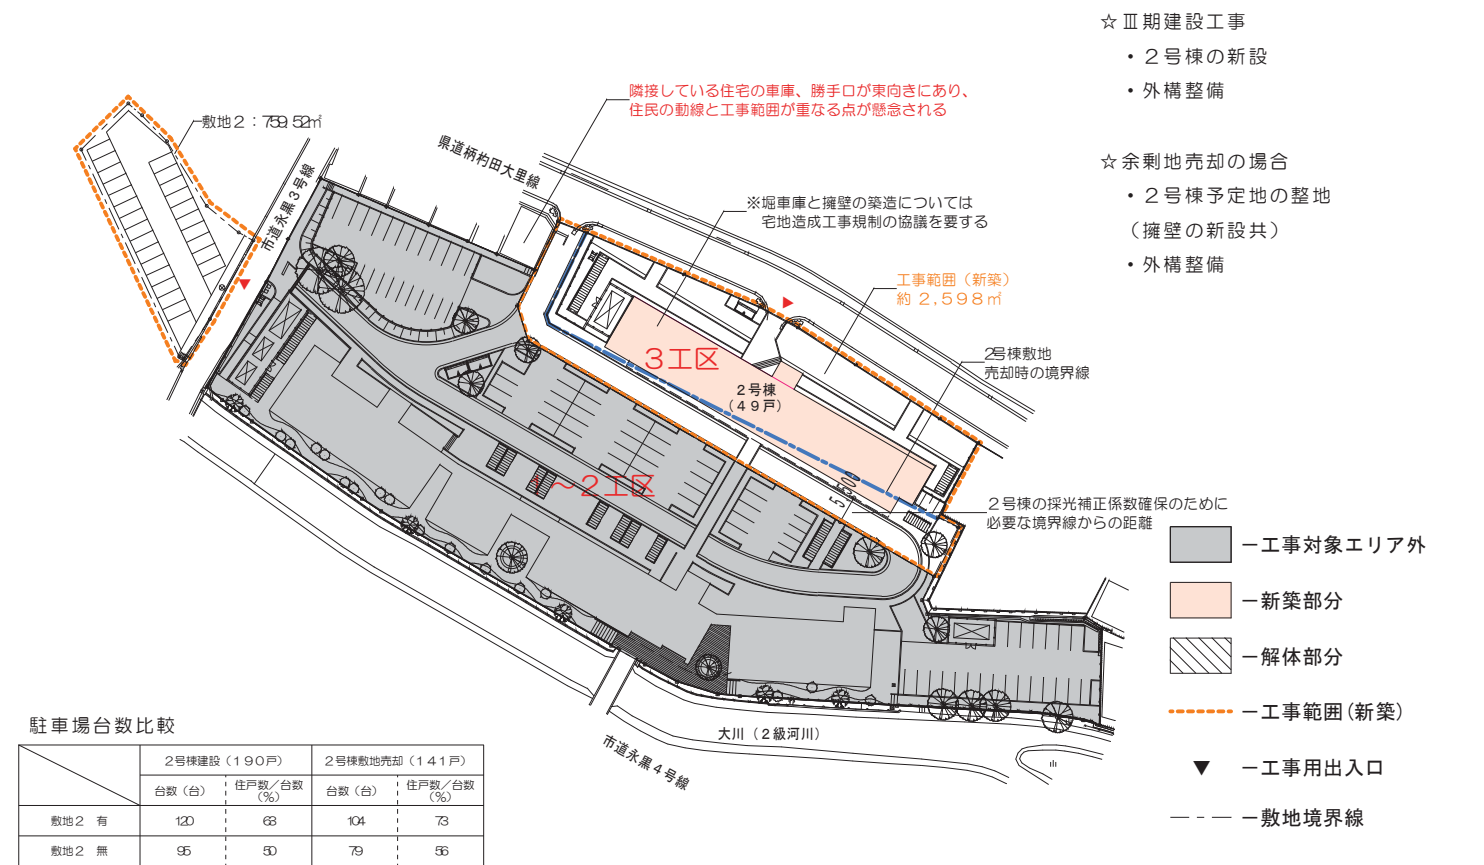 ☆Ⅲ期建設工事
・２号棟の新設
・外構整備
☆余剰地売却の場合
・２号棟予定地の整地
（擁壁の新設共）
・外構整備
隣接している住宅の車庫、勝手口が東向きにあり、
住民の動線と工事範囲が重なる点が懸念される
敷地２：759.52㎡
県道柄杓田大里線
市道永黒３号線
※堀車庫と擁壁の築造については
宅地造成工事規制の協議を要する
工事範囲（新築）
約 ２,５９８㎡
３工区
２号棟
（４９戸）
2号棟敷地
売却時の境界線
１～２工区
２号棟の採光補正係数確保のために
必要な境界線からの距離
大川（２級河川）
市道永黒４号線
－工事対象エリア外
－新築部分
－解体部分
－工事範囲(新築)
－工事用出入口
－敷地境界線
駐車場台数比較
２号棟建設（１９０戸） ２号棟敷地売却（１４１戸）
台数（台） 住戸数／台数（％） 台数（台） 住戸数／台数（％）
敷地２　有 120 63 104 73
敷地２　無 95 50 79 56